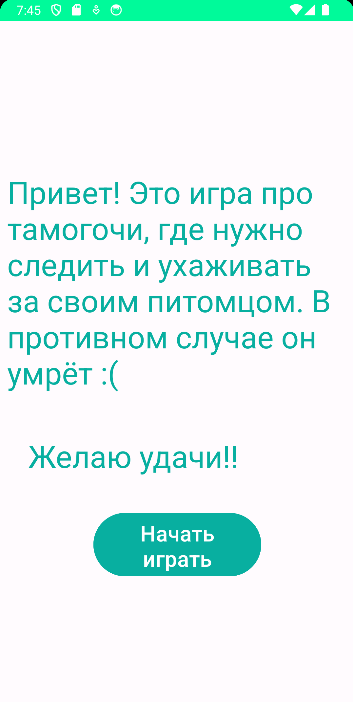 7:45
Привет! Это игра про
тамогочи, где нужно
следить и ухаживать
за своим питомцом. В
противном случае он
умрёт :(
Желаю удачи!!
Начать
играть